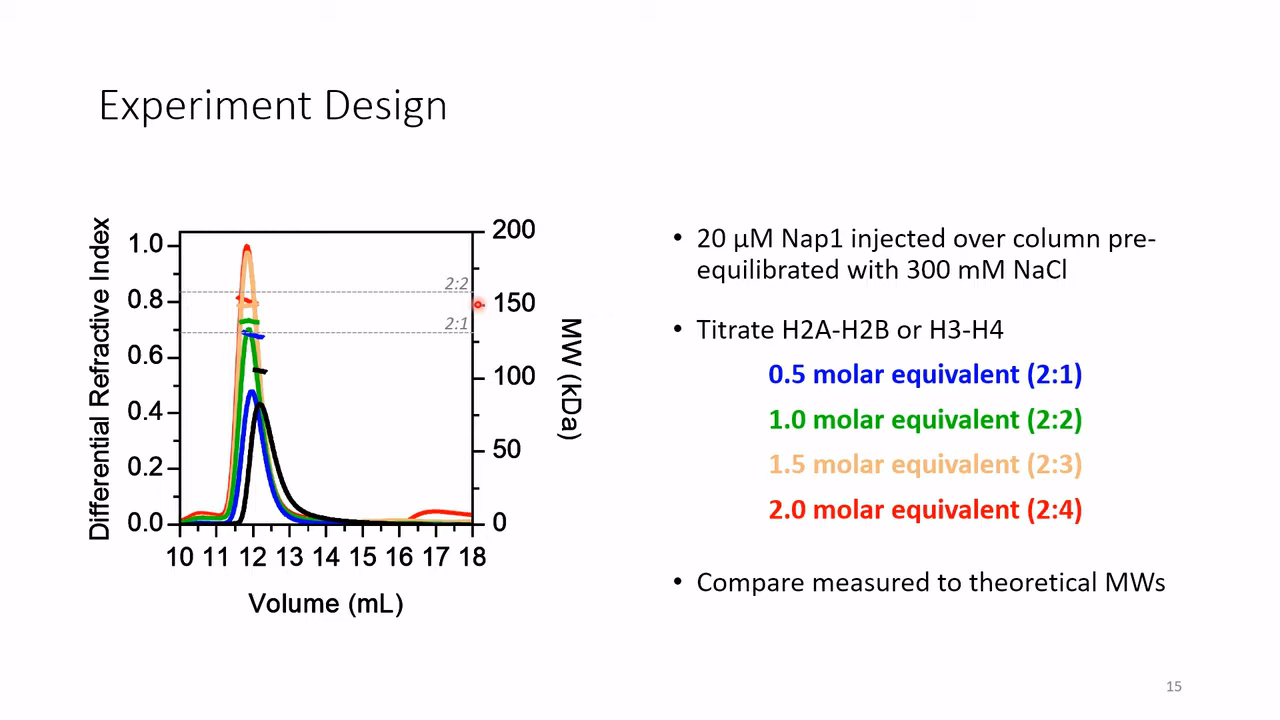 Experiment Design
Differential Refractive Index
1.0
0.8
0.6
0.4
0.2
0.0
2:2
2:1
200
150
100
50
0
MW (kDa)
10 11 12 13 14 15 16 17 18
Volume (mL)
• 20 µM Nap1 injected over column pre-
equilibrated with 300 mM NaCl
• Titrate H2A-H2B or H3-H4
0.5 molar equivalent (2:1)
1.0 molar equivalent (2:2)
1.5 molar equivalent (2:3)
2.0 molar equivalent (2:4)
• Compare measured to theoretical MWs
15